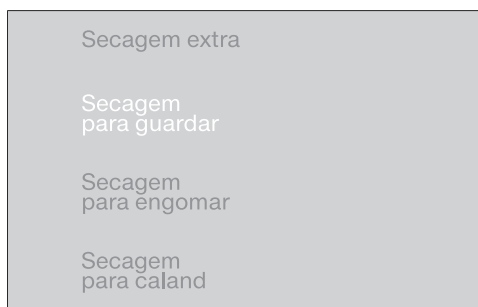 Secagem extra
Secagem
para guardar
Secagem
para engomar
Secagem
para caland